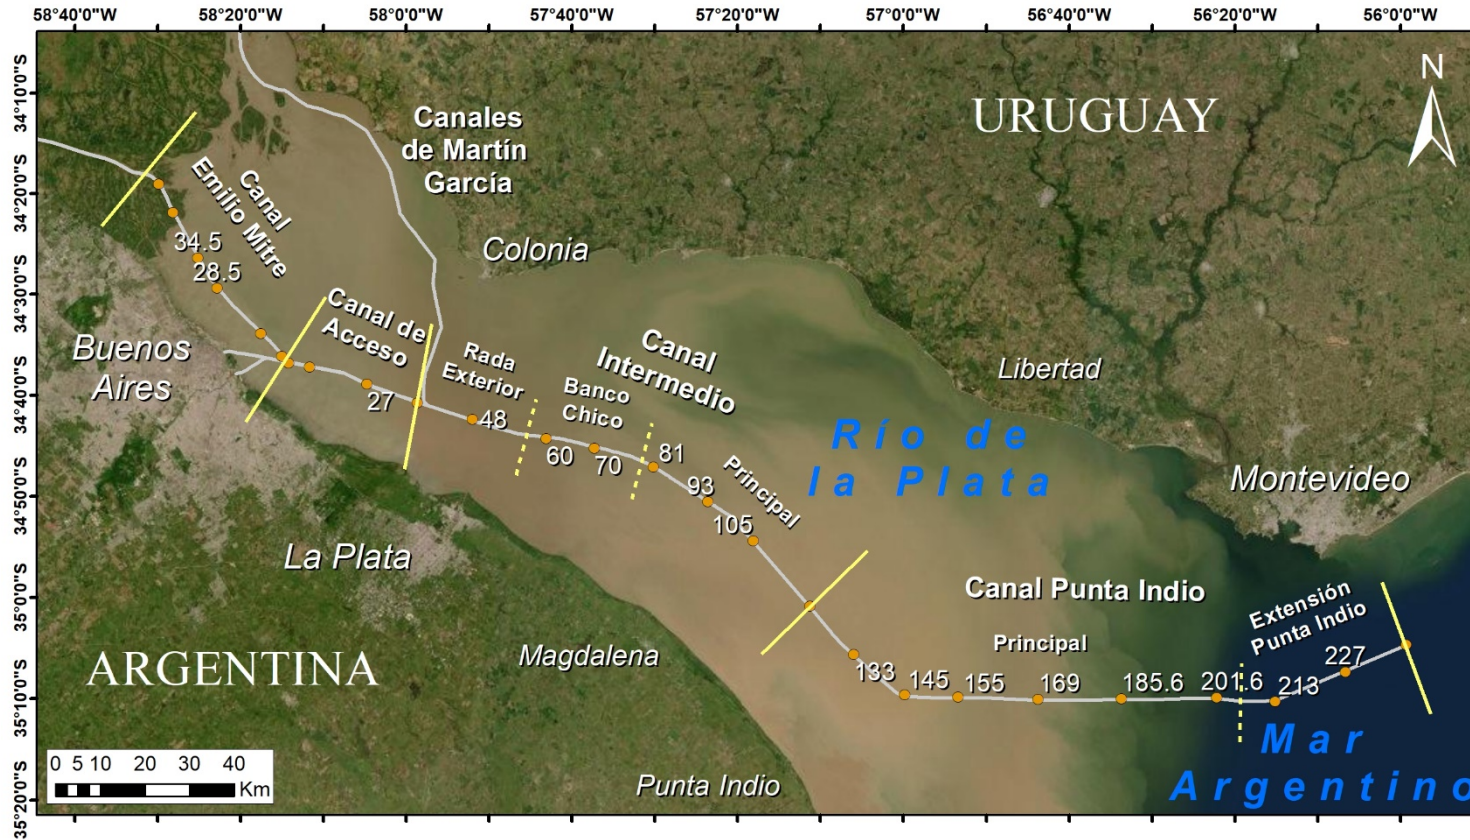 58°40'0"W
58°20'0"W
58°0'0"W
57°40'0"W
57°20'0"W
57°0'0"W
56°40'0"W
56°20'0"W
56°0'0"W
34°10'0"S
34°20'0"S
34°30'0"S
34°40'0"S
34°50'0"S
35°0'0"S
35°10'0"S
35°20'0"S
N
URUGUAY
Canales
de Martín
García
Canal
Emilio Mitre
34.5
28.5
Colonia
Canal de
Acceso
27
Buenos
Aires
Rada
Exterior
48
Banco
Chico
60
70
Canal
Intermedio
81
93
105
Principal
Libertad
Río de
la Plata
Montevideo
La Plata
Canal Punta Indio
Principal
Extensión
Punta Indio
Magdalena
ARGENTINA
133
145
155
169
185.6
201.6
213
227
Mar
Argentino
Punta Indio
0 5 10 20 30 40
Km